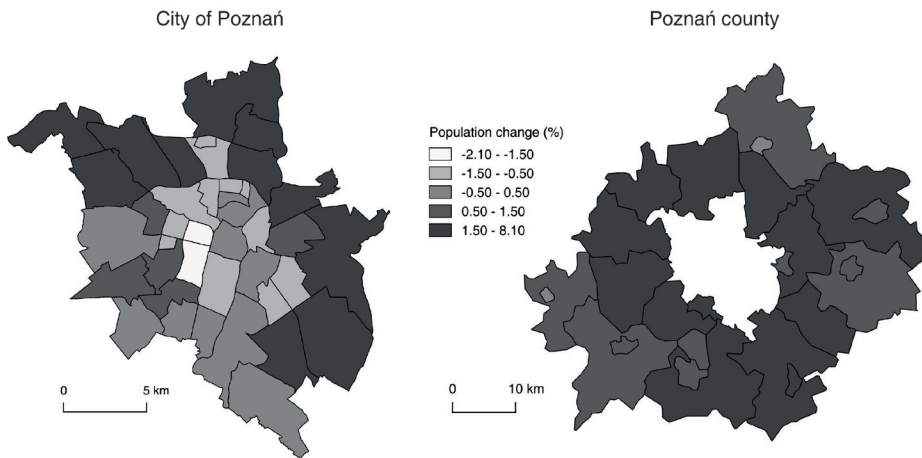 City of Poznań
Poznań county
Population change (%)
-2.10 - -1.50
-1.50 - -0.50
-0.50 - 0.50
0.50 - 1.50
1.50 - 8.10
0 5 km
0 10 km